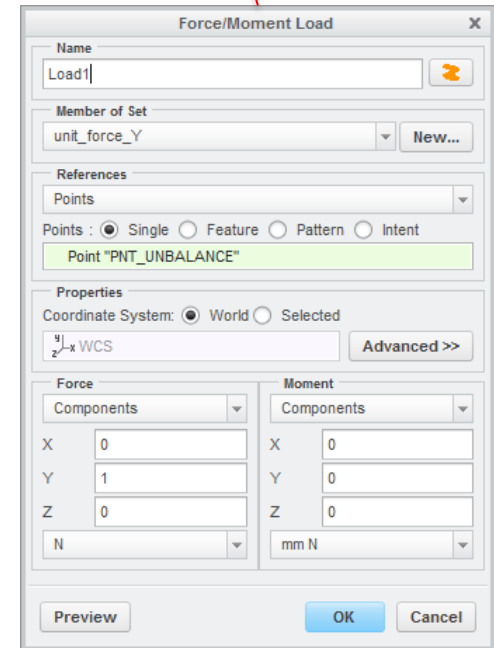 Force/Moment Load X
Name
Load1
Member of Set
unit_force_Y New...
References
Points
Points : Single Feature Pattern Intent
Point "PNT_UNBALANCE"
Properties
Coordinate System: World Selected
y x z WCS Advanced >>
Force Moment
Components Components
X 0 X 0
Y 1 Y 0
Z 0 Z 0
N mm N
Preview OK Cancel